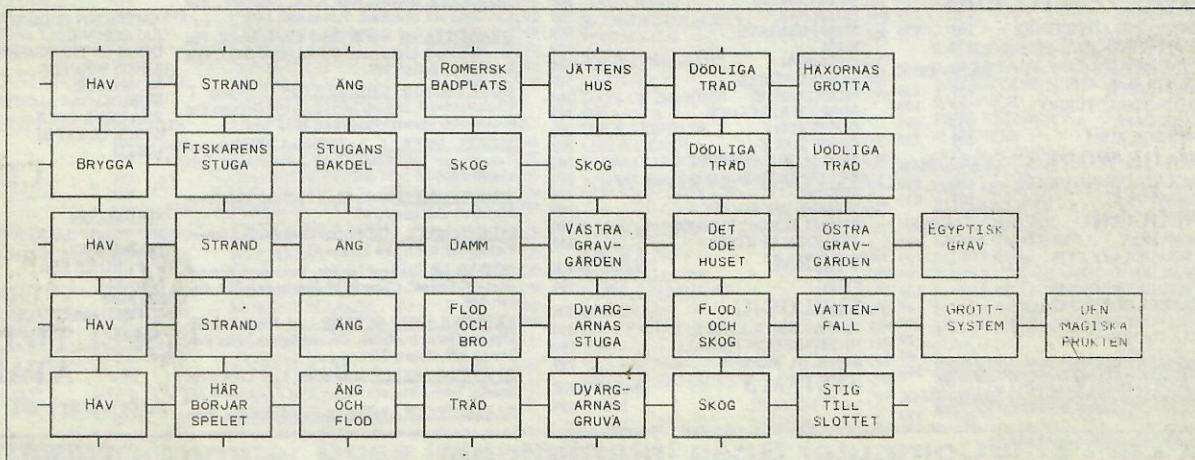 HAV
STRAND
ÄNG
ROMERSK
BADPLATS
JÄTTENS
HUS
DÖDLIGA
TRÄD
HÄXORNAS
GROTTA
BRYGGA
FISKARENS
STUGA
STUGANS
BAKDEL
SKOG
SKOG
DÖDLIGA
TRÄD
DÖDLIGA
TRÄD
HAV
STRAND
ÄNG
DAMM
VÄSTRA
GRAV-
GÅRDEN
DET
ÖDE
HUSET
ÖSTRA
GRAV-
GÅRDEN
EGYPTISK
GRAV
HAV
STRAND
ÄNG
FLOD
OCH
BRO
DVÄRG-
ARNAS
STUGA
FLOD
OCH
SKOG
VATTEN-
FALL
GROTT-
SYSTEM
DEN
MAGISKA
FRUKTEN
HAV
HÄR
BÖRJAR
SPELET
ÄNG
OCH
FLOD
TRÄD
DVÄRG-
ARNAS
GRUVA
SKOG
STIG
TILL
SLOTTET